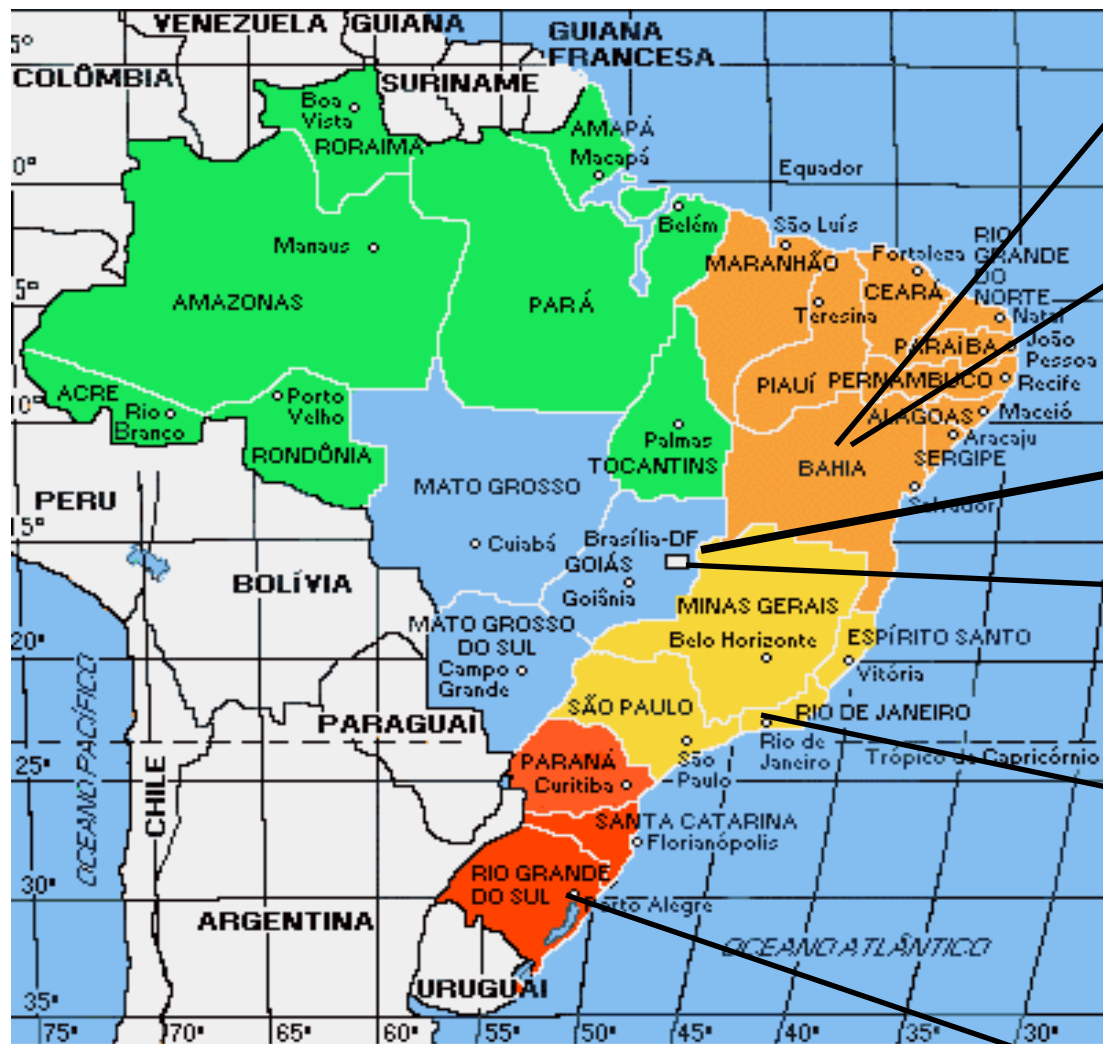 VENEZUELA
GUIANA
GUIANA
FRANCESA
5°
COLÔMBIA
SURINAME
Boa
Vista
RORAIMA
AMAPÁ
Macapá
0°
Equador
Belém
Manaus
São Luís
MARANHÃO
Fortaleza
RIO
GRANDE
DO
NORTE
CEARÁ
AMAZONAS
PARÁ
5°
Teresina
Natal
PARAÍBA
João
Pessoa
PIAUÍ
PERNAMBUCO
Recife
ACRE
Rio
Branco
Porto
Velho
10°
ALAGOAS
Maceió
Aracaju
Palmas
TOCANTINS
RONDÔNIA
BAHIA
SERGIPE
MATO GROSSO
Salvador
PERU
15°
Cuiabá
Brasília-DF
GOIÁS
Goiânia
BOLÍVIA
MINAS GERAIS
MATO GROSSO
DO SUL
Belo Horizonte
ESPÍRITO SANTO
20°
Campo
Grande
Vitória
OCEANO PACÍFICO
SÃO PAULO
RIO DE JANEIRO
PARAGUAI
Rio de
Janeiro
São
Paulo
Trópico de Capricórnio
25°
PARANÁ
Curitiba
CHILE
SANTA CATARINA
Florianópolis
RIO GRANDE
DO SUL
30°
Porto Alegre
ARGENTINA
OCEANO ATLÂNTICO
URUGUAI
35°
75°
70°
65°
60°
55°
50°
45°
40°
35°
30°